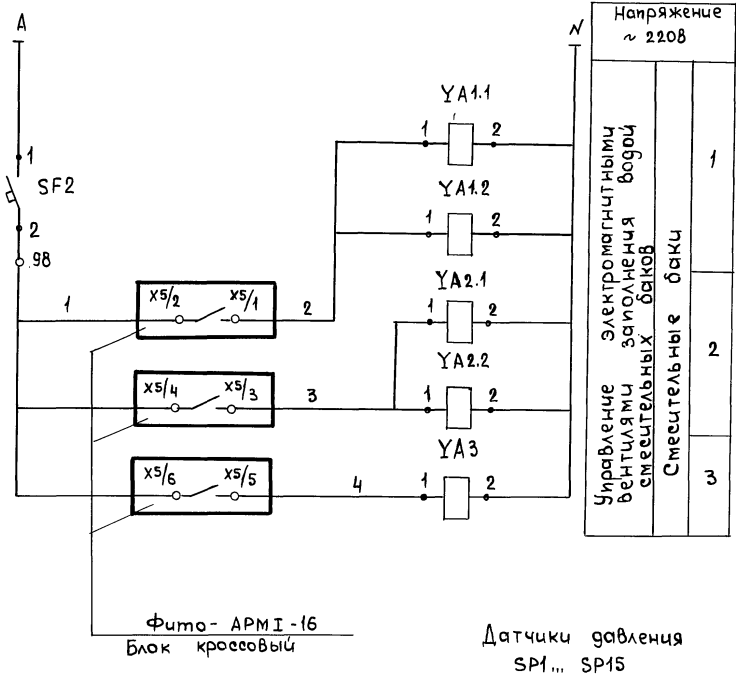 А
N
Напряжение
~ 220В
YA1.1
1
2
1
SF2
2
98
YA1.2
1
2
YA2.1
1
X5/2
X5/1
2
1
2
YA2.2
X5/4
X5/3
3
1
2
YA3
X5/6
X5/5
4
1
2
Управление электромагнитными
вентилями заполнения водой
смесительных баков
Смесительные баки
1
2
3
Фито- АРМI-16
Блок кроссовый
Датчики давления
SP1... SP15